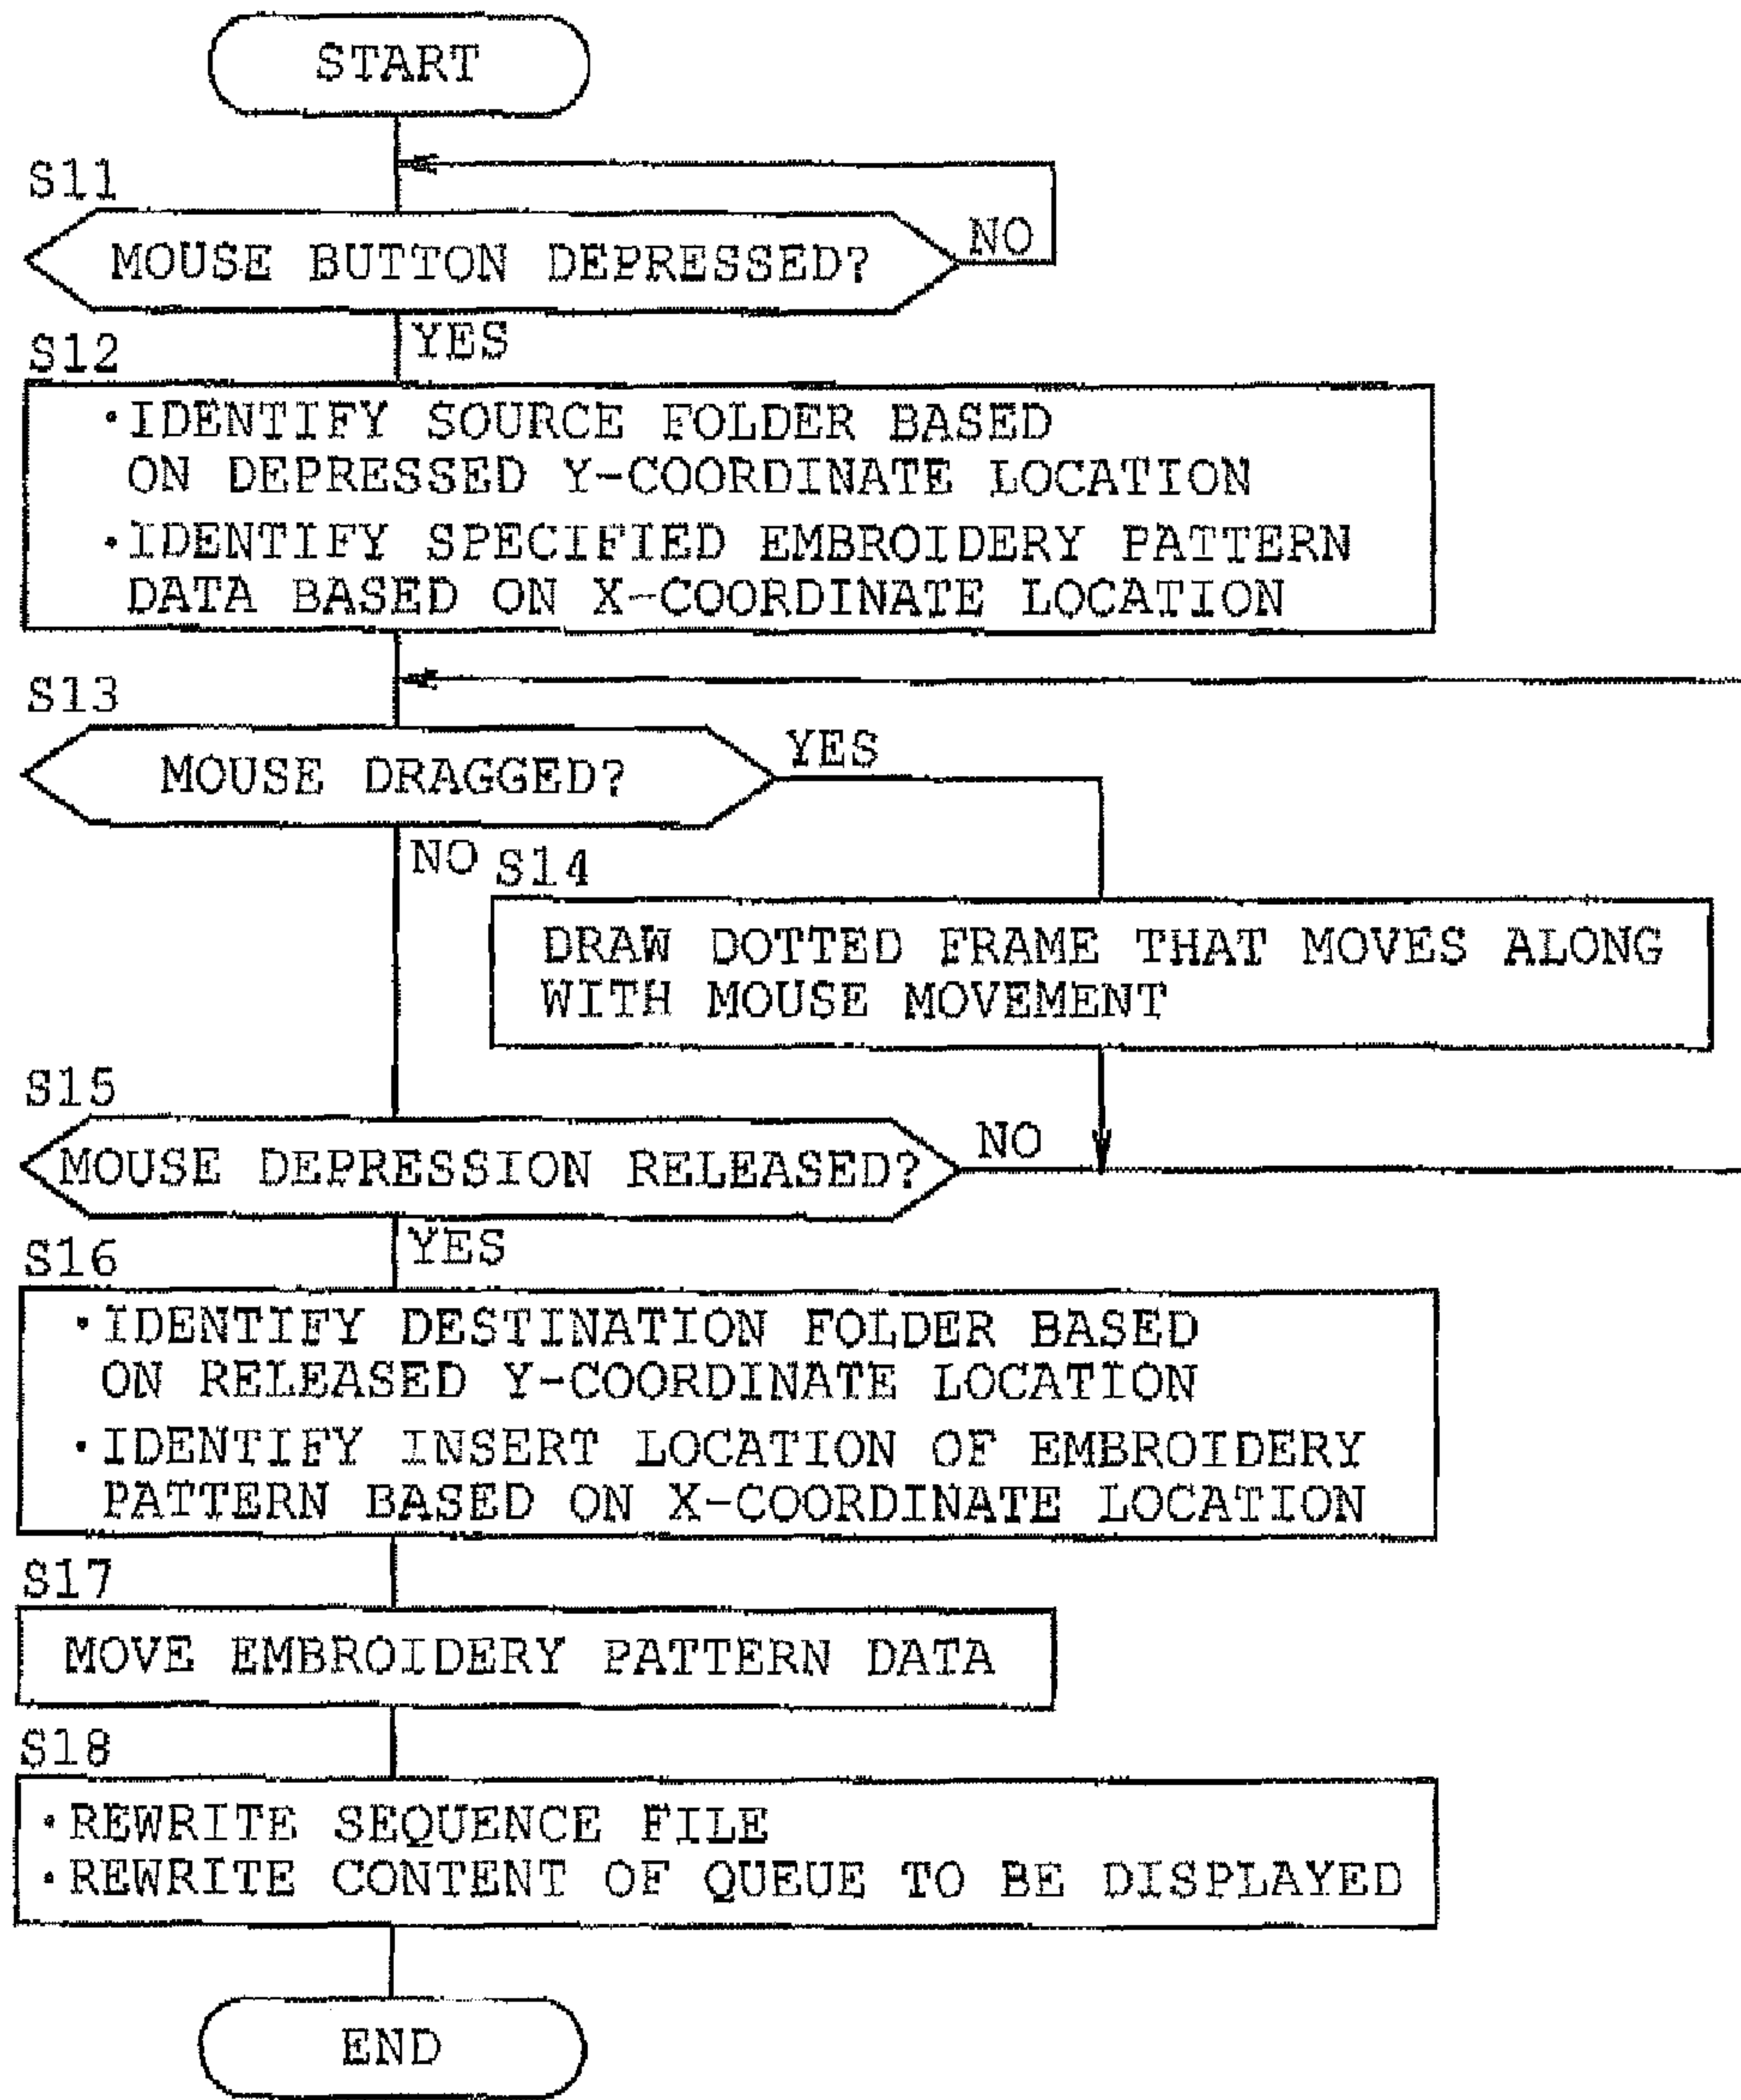 START
S11
MOUSE BUTTON DEPRESSED?
NO
YES
S12
·IDENTIFY SOURCE FOLDER BASED
ON DEPRESSED Y-COORDINATE LOCATION
·IDENTIFY SPECIFIED EMBROIDERY PATTERN
DATA BASED ON X-COORDINATE LOCATION
S13
MOUSE DRAGGED?
YES
NO
S14
DRAW DOTTED FRAME THAT MOVES ALONG
WITH MOUSE MOVEMENT
S15
MOUSE DEPRESSION RELEASED?
NO
YES
S16
·IDENTIFY DESTINATION FOLDER BASED
ON RELEASED Y-COORDINATE LOCATION
·IDENTIFY INSERT LOCATION OF EMBROIDERY
PATTERN BASED ON X-COORDINATE LOCATION
S17
MOVE EMBROIDERY PATTERN DATA
S18
·REWRITE SEQUENCE FILE
·REWRITE CONTENT OF QUEUE TO BE DISPLAYED
END